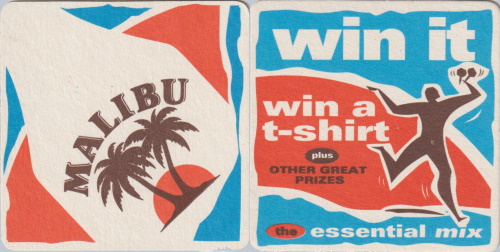 MALIBU
win it
win a
t-shirt
plus
OTHER GREAT
PRIZES
the essential mix